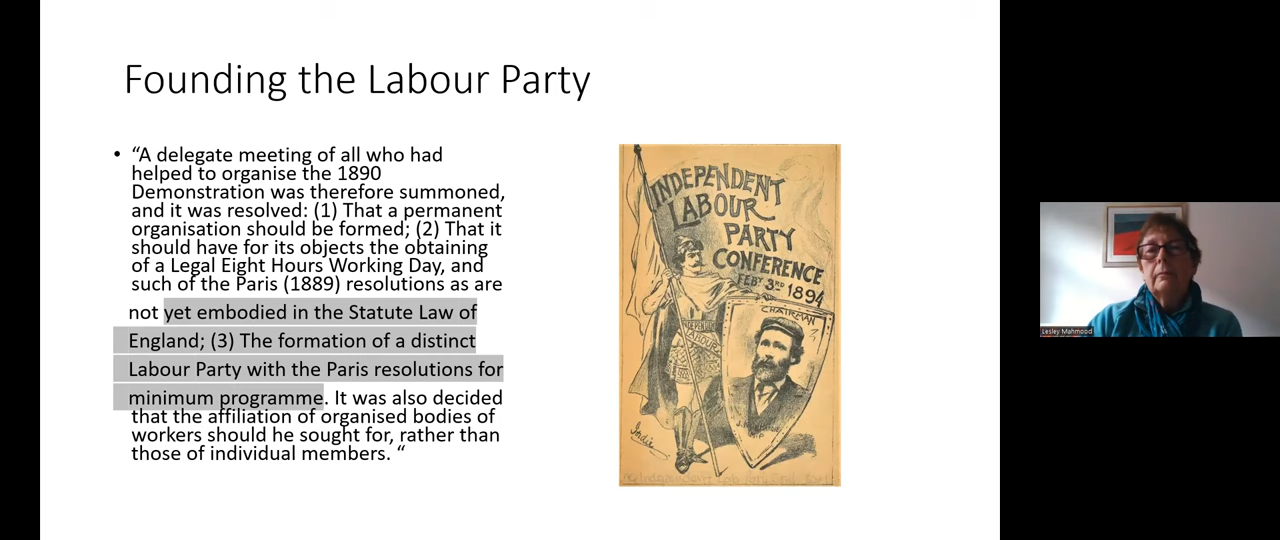 Founding the Labour Party
• “A delegate meeting of all who had
helped to organise the 1890
Demonstration was therefore summoned,
and it was resolved: (1) That a permanent
organisation should be formed; (2) That it
should have for its objects the obtaining
of a Legal Eight Hours Working Day, and
such of the Paris (1889) resolutions as are
not yet embodied in the Statute Law of
England; (3) The formation of a distinct
Labour Party with the Paris resolutions for
minimum programme. It was also decided
that the affiliation of organised bodies of
workers should he sought for, rather than
those of individual members. “
INDEPENDENT
LABOUR
PARTY
CONFERENCE
FEBY 3RD 1894
CHAIRMAN
Lesley Mahmood